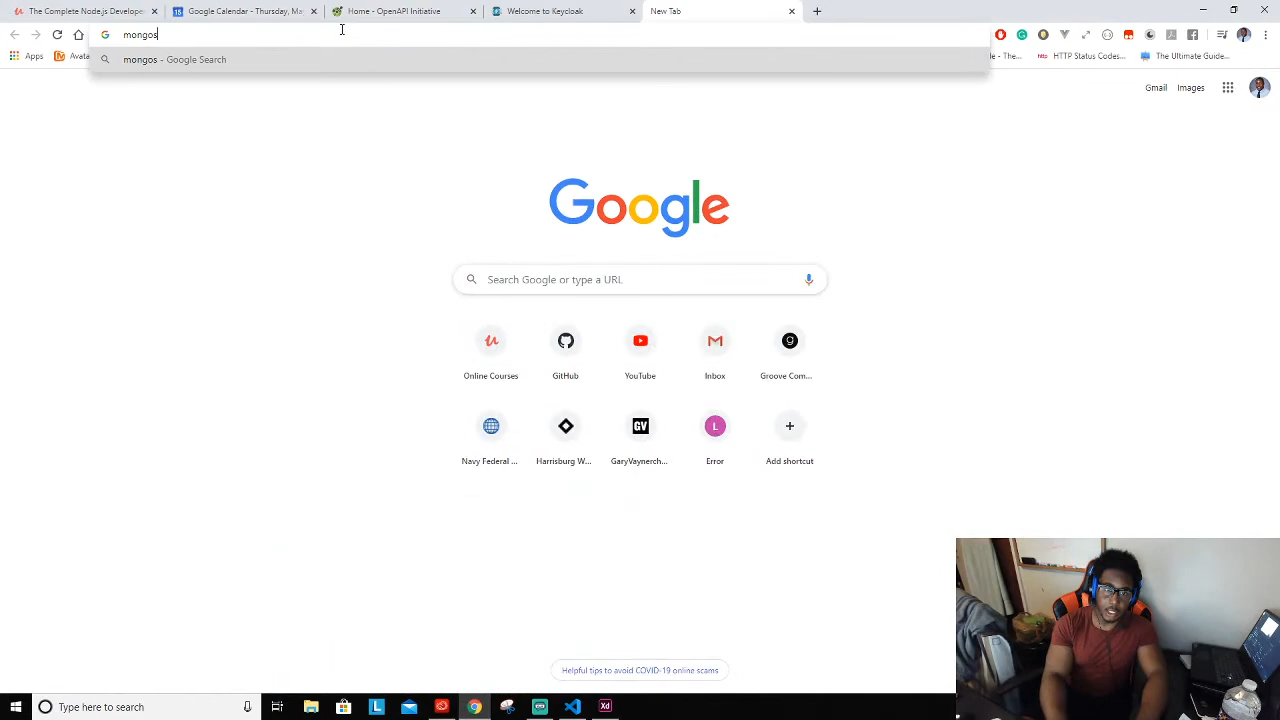 The Complete Node.js Develope
Google Calendar - Thursday, Ma
Home - OpenAPI Initiative
Welcome to Keycloak
New Tab
mongos
Apps
Avata
- The...
HTTP Status Codes...
The Ultimate Guide...
mongos - Google Search
Gmail
Images
Google
Search Google or type a URL
Online Courses
GitHub
YouTube
Inbox
Groove Com...
Navy Federal ...
Harrisburg W...
GaryVaynerch...
Error
Add shortcut
Helpful tips to avoid COVID-19 online scams
Type here to search